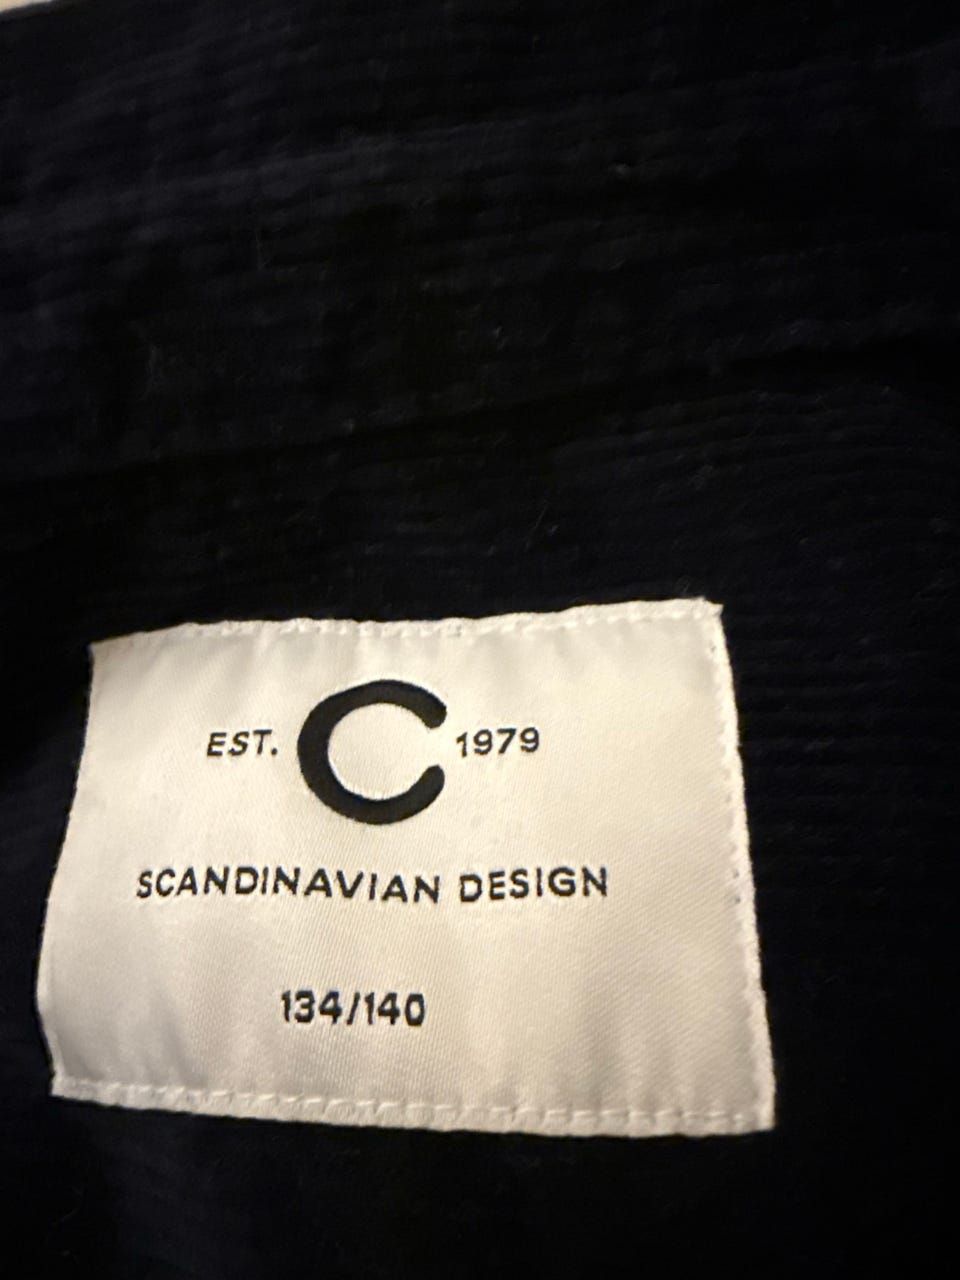 EST. C 1979
SCANDINAVIAN DESIGN
134/140